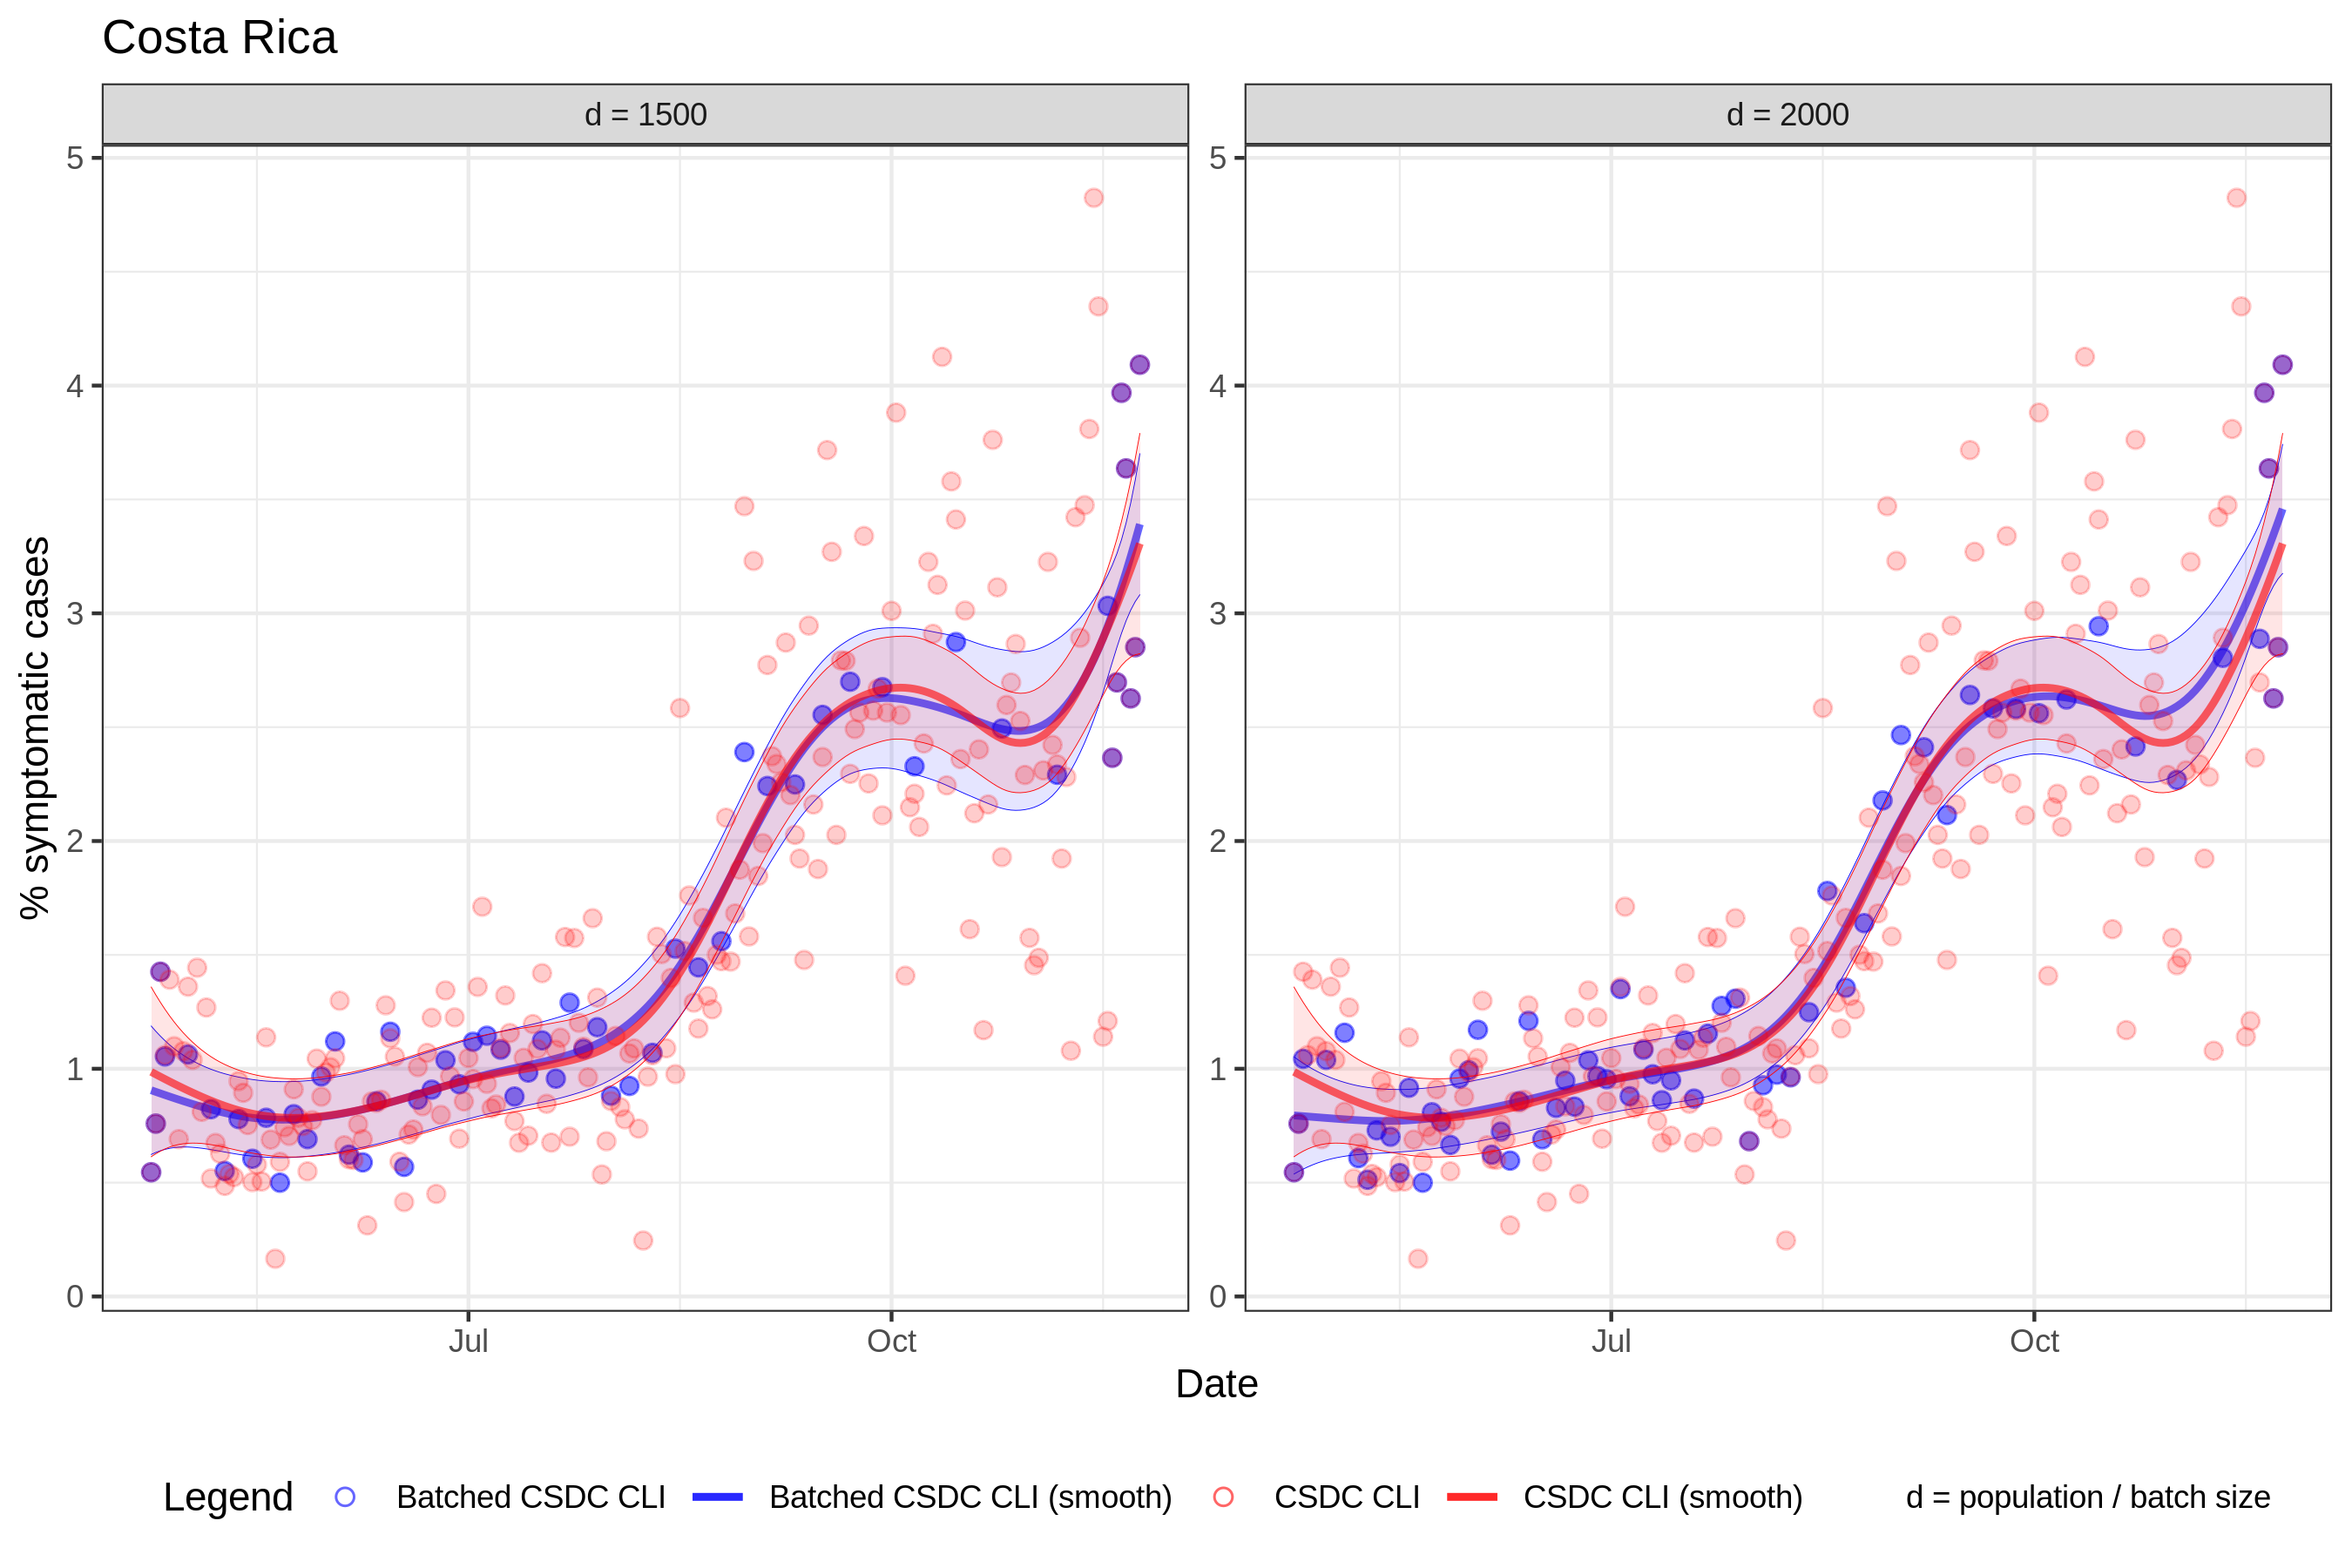 Costa Rica
d = 1500
d = 2000
% symptomatic cases
5
4
3
2
1
0
5
4
3
2
1
0
Jul
Oct
Jul
Oct
Date
Legend
Batched CSDC CLI
Batched CSDC CLI (smooth)
CSDC CLI
CSDC CLI (smooth)
d = population / batch size